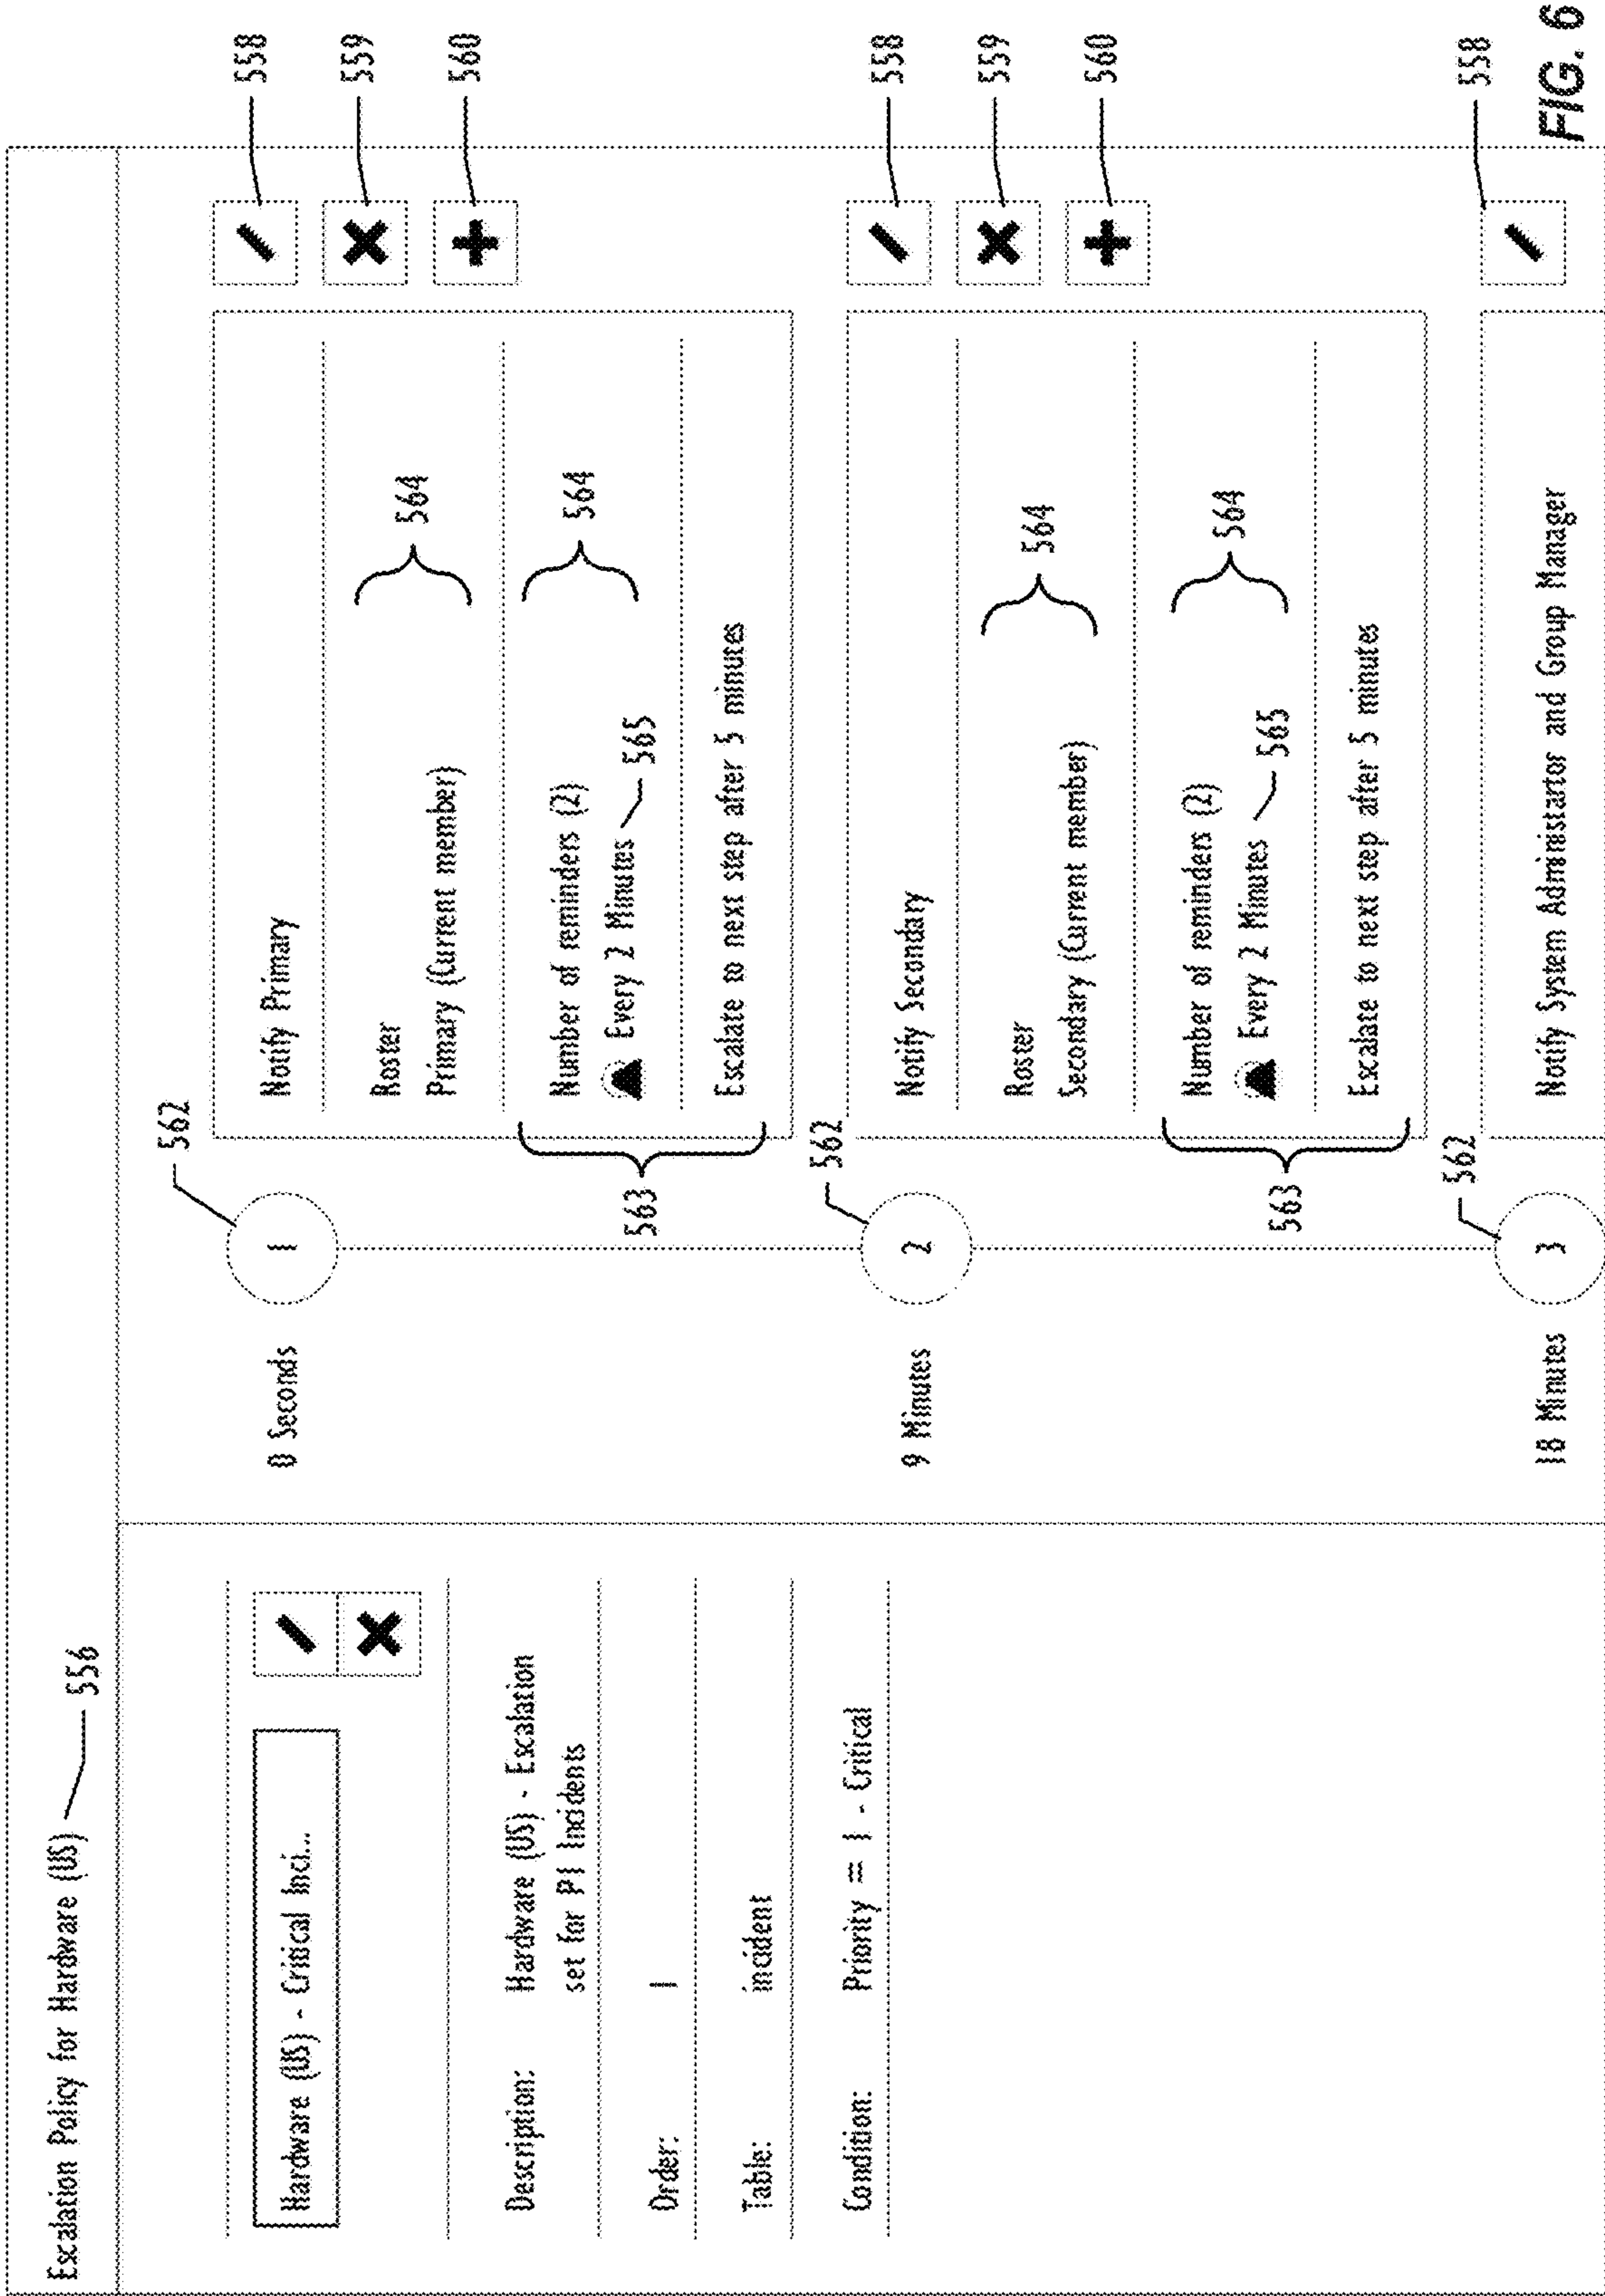 Escalation Policy for Hardware (US) 556
Hardware (US) - Critical Inci...
Description: Hardware (US) - Escalation
set for P1 Incidents
Order: 1
Table: incident
Condition: Priority == 1 - Critical
0 Seconds
1
562
Notify Primary
558
Roster
Primary (Current member)
564
559
Number of reminders (2)
Every 2 Minutes 565
564
560
563
Escalate to next step after 5 minutes
9 Minutes
2
562
Notify Secondary
558
Roster
Secondary (Current member)
564
559
Number of reminders (2)
Every 2 Minutes 565
564
560
563
Escalate to next step after 5 minutes
18 Minutes
3
562
Notify System Administartor and Group Manager
558
FIG. 6